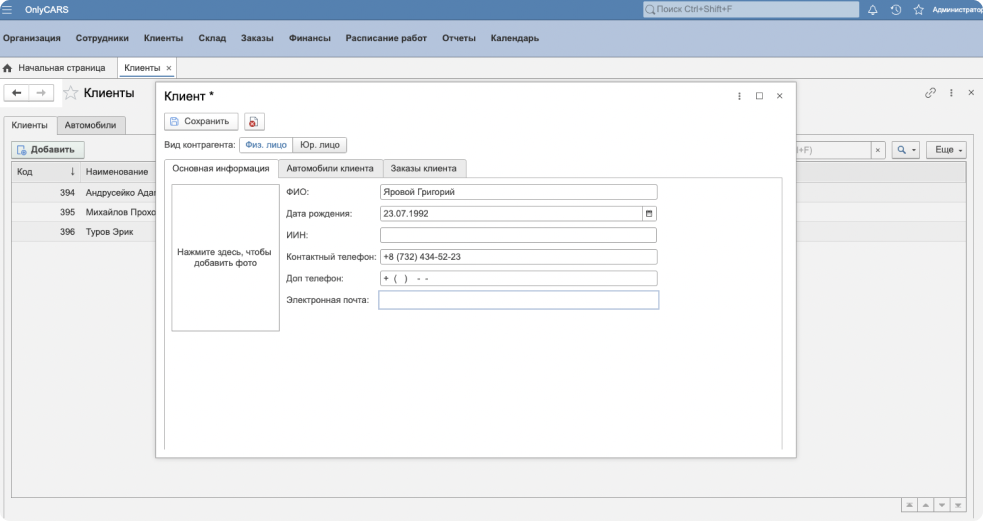 OnlyCARS
Поиск Ctrl+Shift+F
Администратор
Организация Сотрудники Клиенты Склад Заказы Финансы Расписание работ Отчеты Календарь
Начальная страница Клиенты ×
Клиенты
Клиенты Автомобили
Добавить
+F) × Еще
Код ↓ Наименование
394 Андрусейко Адам
395 Михайлов Прохо
396 Туров Эрик
Клиент *
Сохранить
Вид контрагента: Физ. лицо Юр. лицо
Основная информация Автомобили клиента Заказы клиента
Нажмите здесь, чтобы
добавить фото
ФИО: Яровой Григорий
Дата рождения: 23.07.1992
ИИН:
Контактный телефон: +8 (732) 434-52-23
Доп телефон: + ( ) - -
Электронная почта: